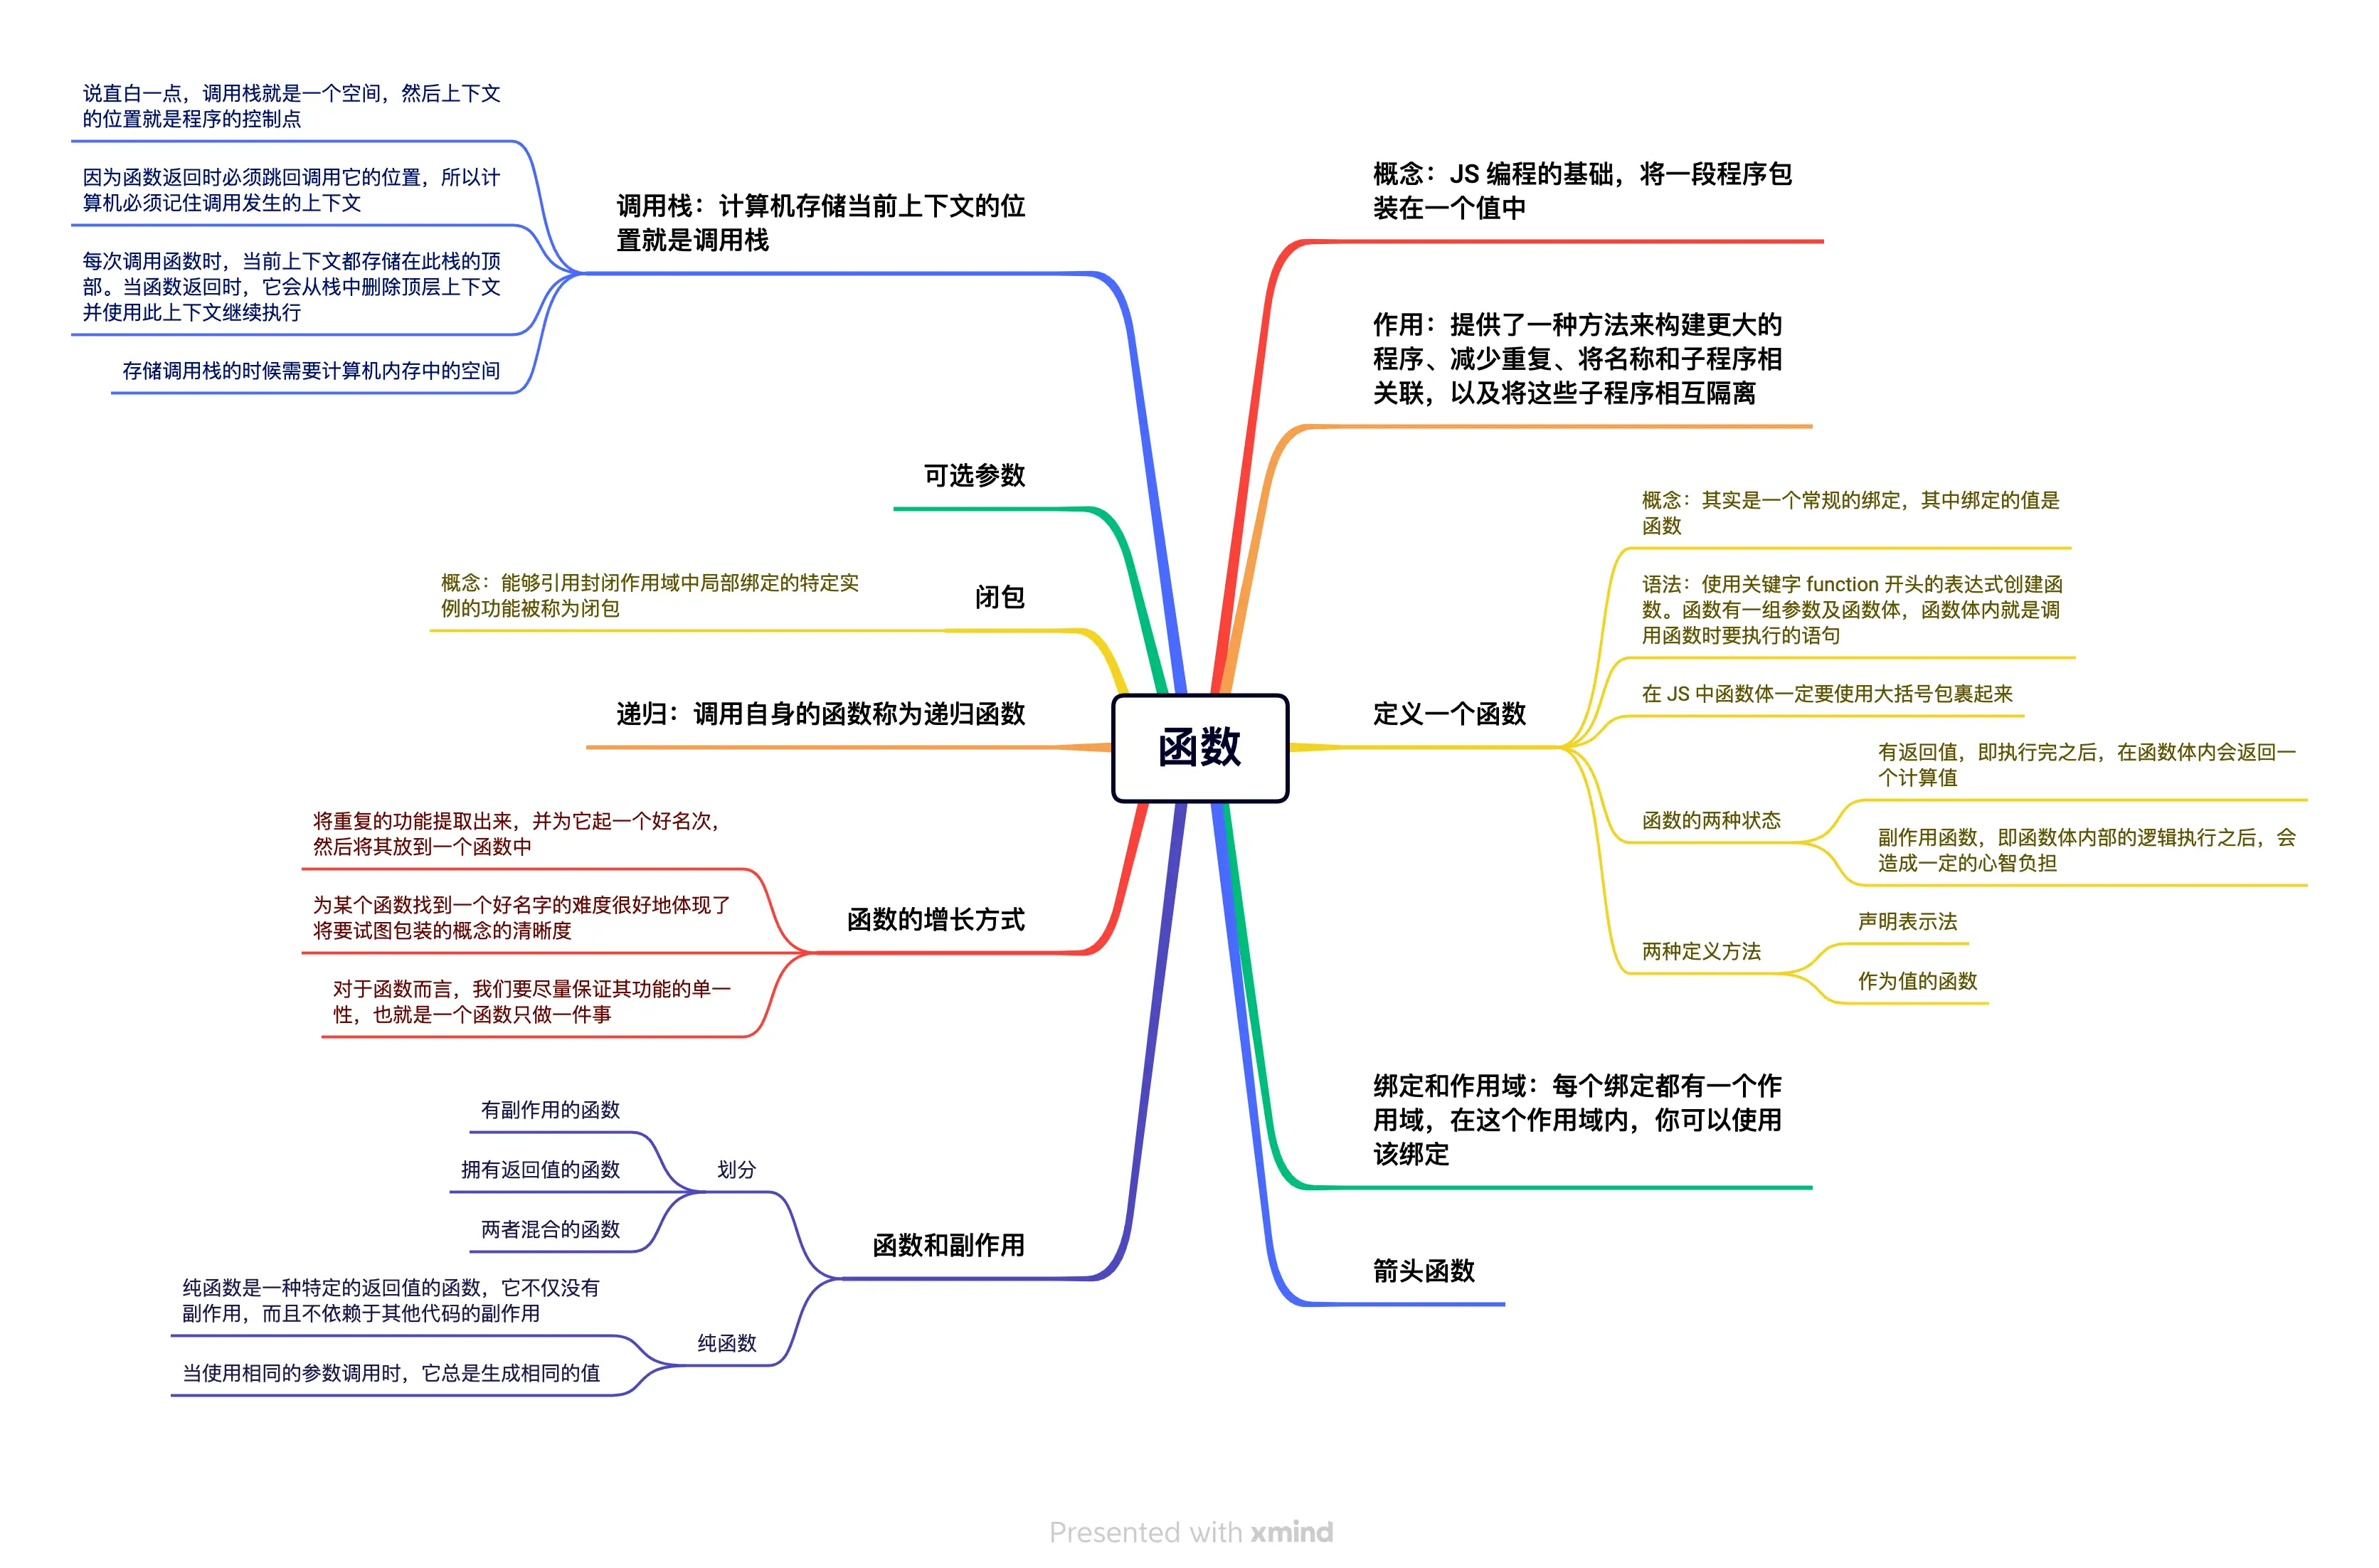 函数
概念：JS 编程的基础，将一段程序包
装在一个值中
作用：提供了一种方法来构建更大的
程序、减少重复、将名称和子程序相
关联，以及将这些子程序相互隔离
定义一个函数
概念：其实是一个常规的绑定，其中绑定的值是
函数
语法：使用关键字 function 开头的表达式创建函
数。函数有一组参数及函数体，函数体内就是调
用函数时要执行的语句
在 JS 中函数体一定要使用大括号包裹起来
函数的两种状态
有返回值，即执行完之后，在函数体内会返回一
个计算值
副作用函数，即函数体内部的逻辑执行之后，会
造成一定的心智负担
两种定义方法
声明表示法
作为值的函数
绑定和作用域：每个绑定都有一个作
用域，在这个作用域内，你可以使用
该绑定
箭头函数
调用栈：计算机存储当前上下文的位
置就是调用栈
说直白一点，调用栈就是一个空间，然后上下文
的位置就是程序的控制点
因为函数返回时必须跳回调用它的位置，所以计
算机必须记住调用发生的上下文
每次调用函数时，当前上下文都存储在此栈的顶
部。当函数返回时，它会从栈中删除顶层上下文
并使用此上下文继续执行
存储调用栈的时候需要计算机内存中的空间
可选参数
闭包
概念：能够引用封闭作用域中局部绑定的特定实
例的功能被称为闭包
递归：调用自身的函数称为递归函数
函数的增长方式
将重复的功能提取出来，并为它起一个好名次，
然后将其放到一个函数中
为某个函数找到一个好名字的难度很好地体现了
将要试图包装的概念的清晰度
对于函数而言，我们要尽量保证其功能的单一
性，也就是一个函数只做一件事
函数和副作用
划分
有副作用的函数
拥有返回值的函数
两者混合的函数
纯函数
纯函数是一种特定的返回值的函数，它不仅没有
副作用，而且不依赖于其他代码的副作用
当使用相同的参数调用时，它总是生成相同的值
Presented with xmind